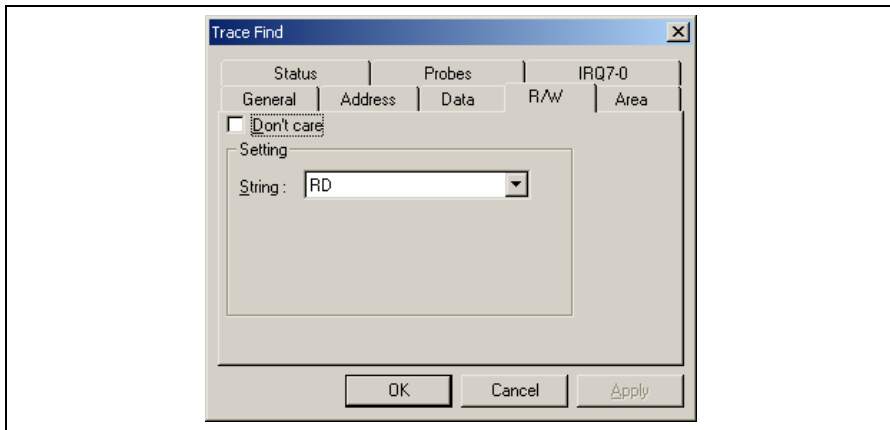 Trace Find
Status Probes IRQ7-0
General Address Data R/W Area
Don't care
Setting
String : RD
OK Cancel Apply